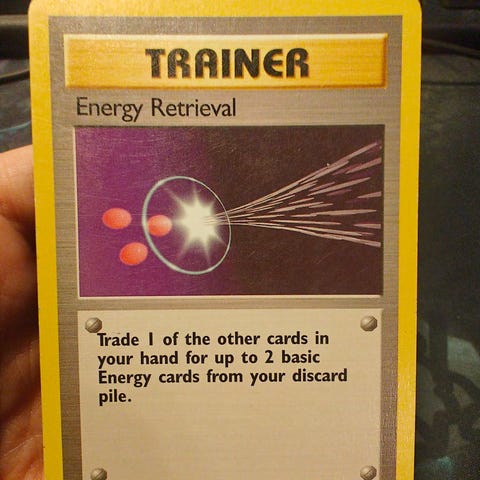 TRAINER
Energy Retrieval
Trade 1 of the other cards in
your hand for up to 2 basic
Energy cards from your discard
pile.